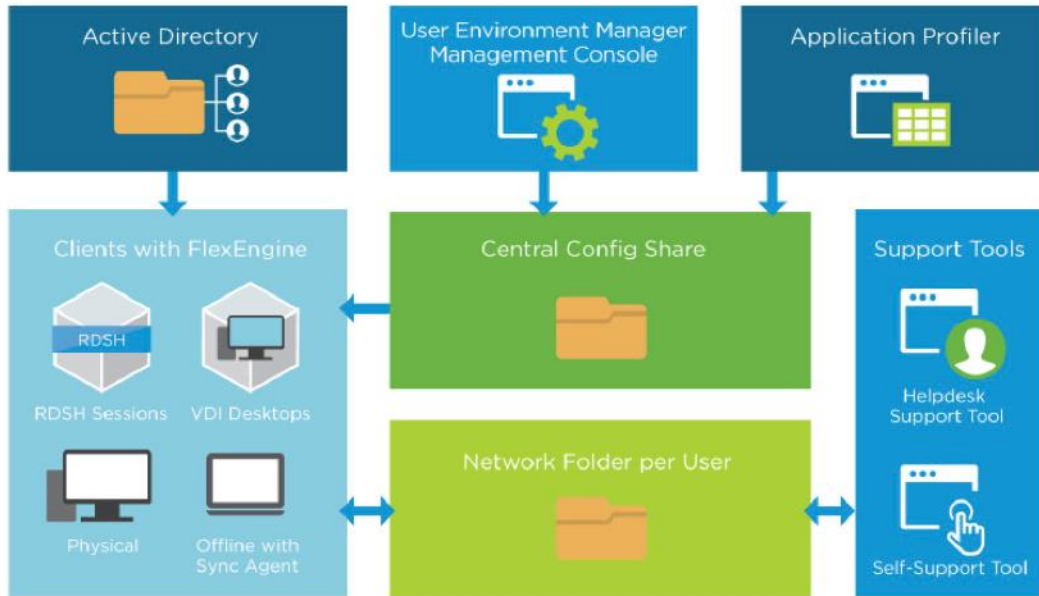 Active Directory
User Environment Manager
Management Console
Application Profiler
Clients with FlexEngine
RDSH
RDSH Sessions
VDI Desktops
Physical
Offline with
Sync Agent
Central Config Share
Network Folder per User
Support Tools
Helpdesk
Support Tool
Self-Support Tool